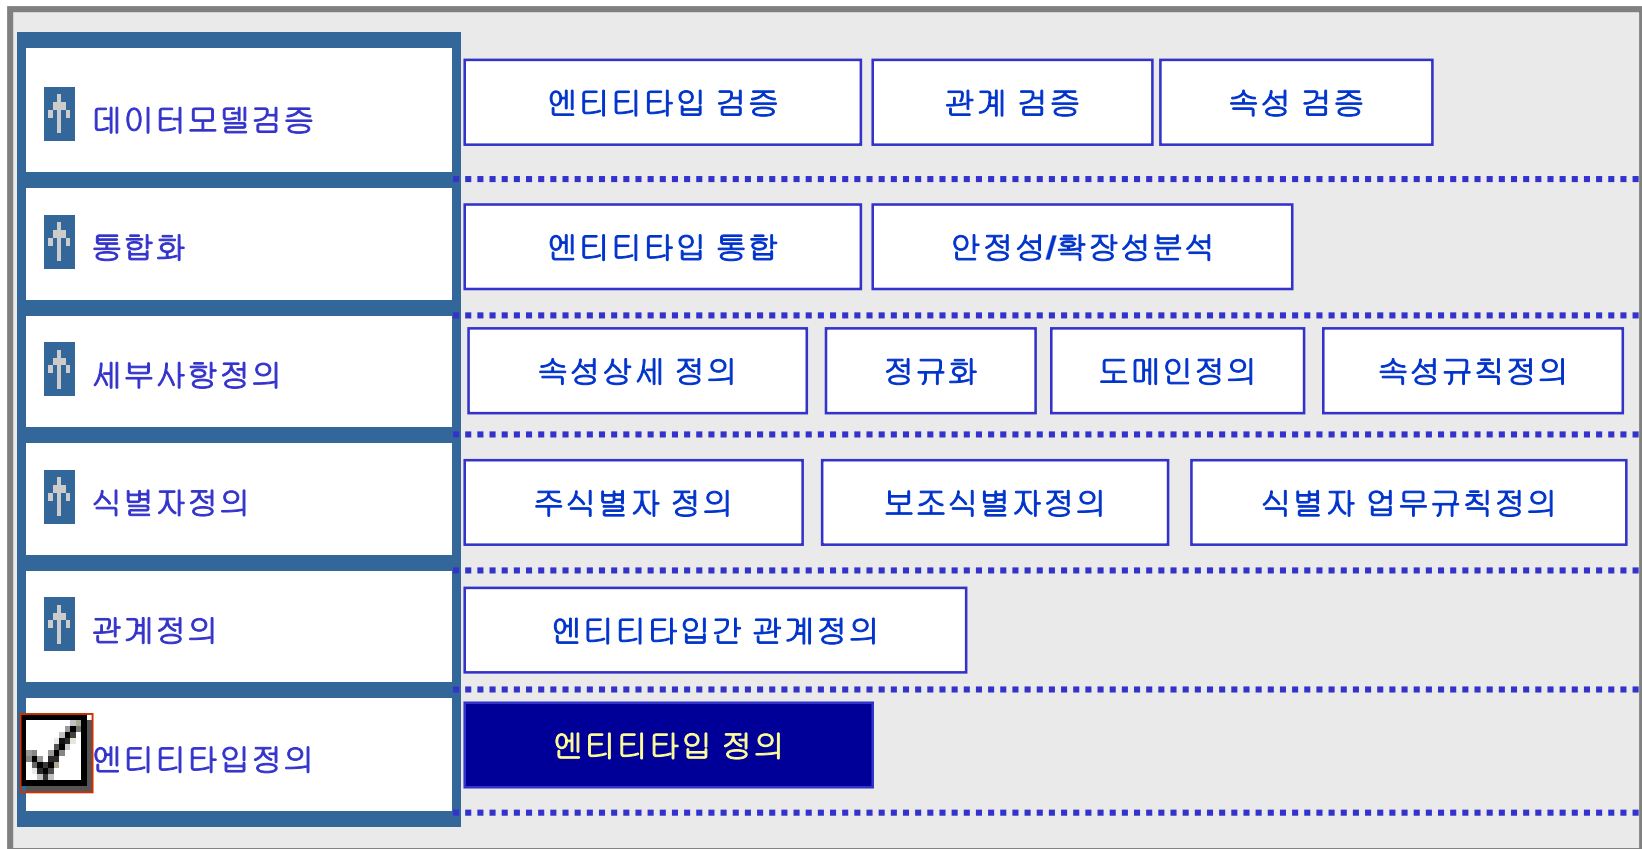 데이터모델검증
엔티티타입 검증
관계 검증
속성 검증
통합화
엔티티타입 통합
안정성/확장성분석
세부사항정의
속성상세 정의
정규화
도메인정의
속성규칙정의
식별자정의
주식별자 정의
보조식별자정의
식별자 업무규칙정의
관계정의
엔티티타입간 관계정의
엔티티타입정의
엔티티타입 정의